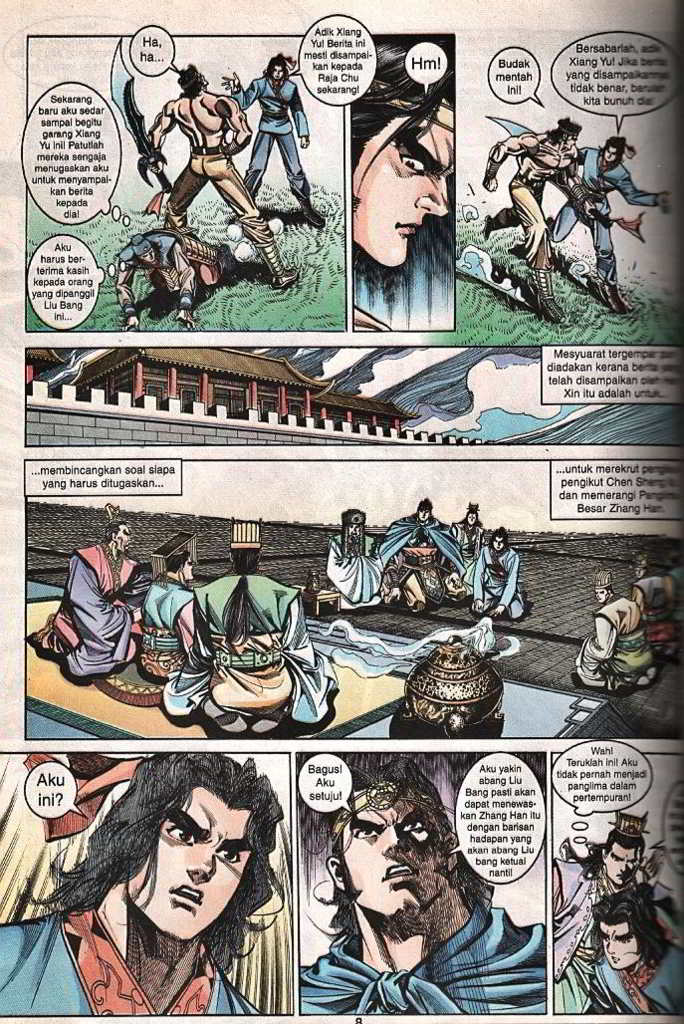 Ha,
ha...
Adik Xiang
Yu! Berita ini
mesti disampai-
kan kepada
Raja Chu
sekarang!
Sekarang
baru aku sedar
sampai begitu
garang Xiang
Yu ini! Patutlah
mereka sengaja
menugaskan aku
untuk menyampai-
kan berita
kepada
dia!
Aku
harus ber-
terima kasih
kepada orang
yang dipanggil
Liu Bang
ini...
Hm!
Budak
mentah
ini!
Bersabarlah, adik
Xiang Yu! Jika berita
yang disampaikannya
tidak benar, barulah
kita bunuh dia!
Mesyuarat tergempar
diadakan kerana berita yang
telah disampaikan oleh
Xin itu adalah untuk...
...membincangkan soal siapa
yang harus ditugaskan...
...untuk merekrut
pengikut Chen Sheng
dan memerangi Panglima
Besar Zhang Han.
Aku
ini?
Bagus!
Aku
setuju!
Aku yakin
abang Liu
Bang pasti akan
dapat menewas-
kan Zhang Han itu
dengan barisan
hadapan yang
akan abang Liu
bang ketuai
nanti!
Wah!
Teruklah ini! Aku
tidak pernah menjadi
panglima dalam
pertempuran!
8